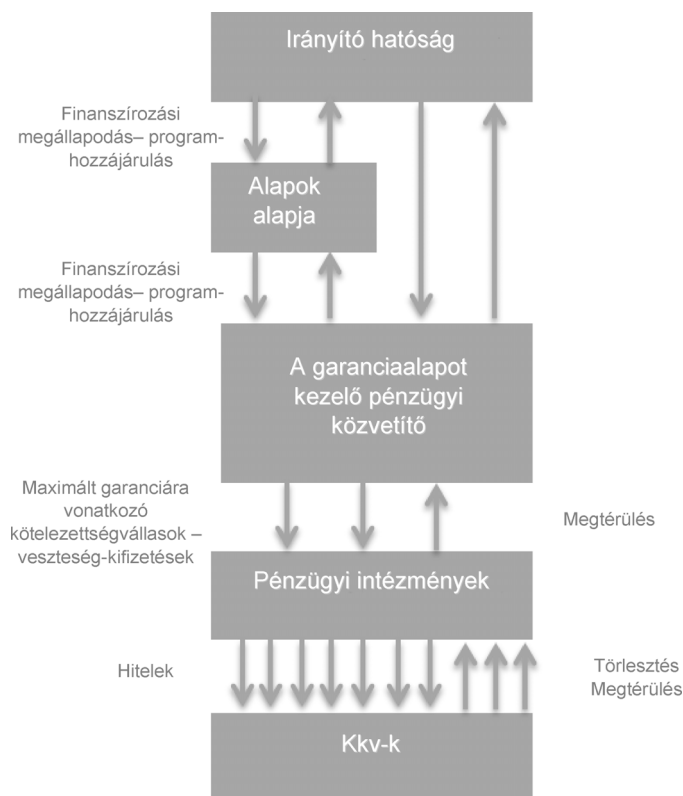 Irányító hatóság
Finanszírozási
megállapodás– program-
hozzájárulás
Alapok
alapja
Finanszírozási
megállapodás– program-
hozzájárulás
A garanciaalapot
kezelő pénzügyi
közvetítő
Maximált garanciára
vonatkozó
kötelezettségvállasok –
veszteség-kifizetések
Megtérülés
Pénzügyi intézmények
Hitelek
Törlesztés
Megtérülés
Kkv-k